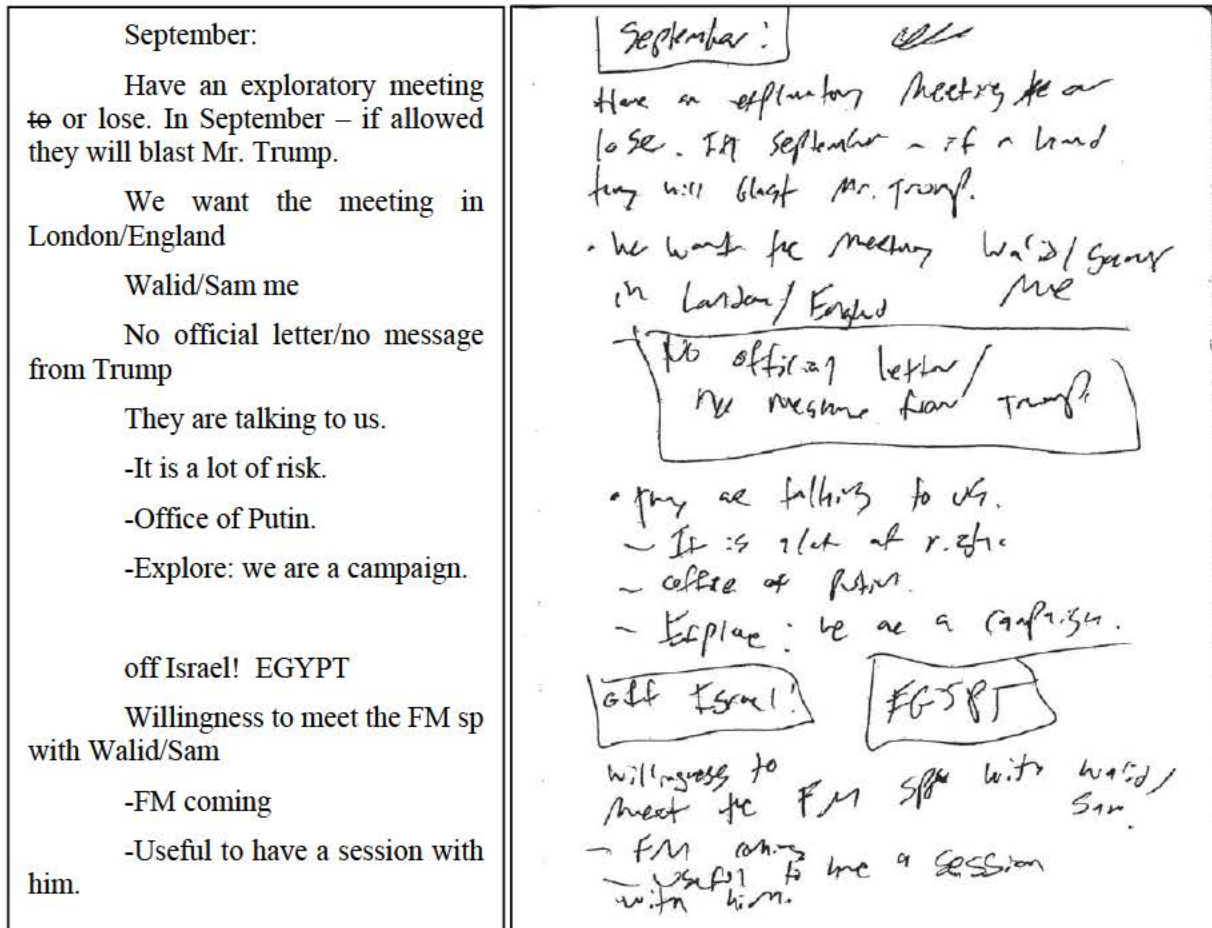 September:
Have an exploratory meeting
to or lose. In September – if allowed
they will blast Mr. Trump.
We want the meeting in
London/England
Walid/Sam me
No official letter/no message
from Trump
They are talking to us.
-It is a lot of risk.
-Office of Putin.
-Explore: we are a campaign.
off Israel! EGYPT
Willingness to meet the FM sp
with Walid/Sam
-FM coming
-Useful to have a session with
him.
September:
Have an exploratory meeting to or
lose. In September - if
they will blast Mr. Trump.
• We want the meeting Walid/
in London/England me
No official letter/
no message from Trump
• They are talking to us.
- It is a lot of risk
- office of Putin.
- Explore: we are a campaign.
off Israel! EGYPT
Willingness to
meet the FM with Walid/
Sam.
- FM coming
- Useful to have a session
with him.